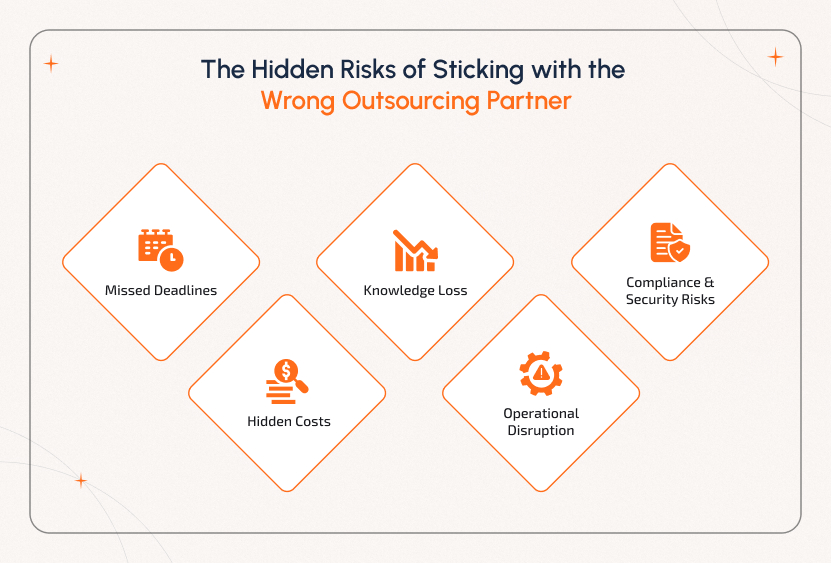 The Hidden Risks of Sticking with the
Wrong Outsourcing Partner
Missed Deadlines
Knowledge Loss
Compliance &
Security Risks
Hidden Costs
Operational
Disruption